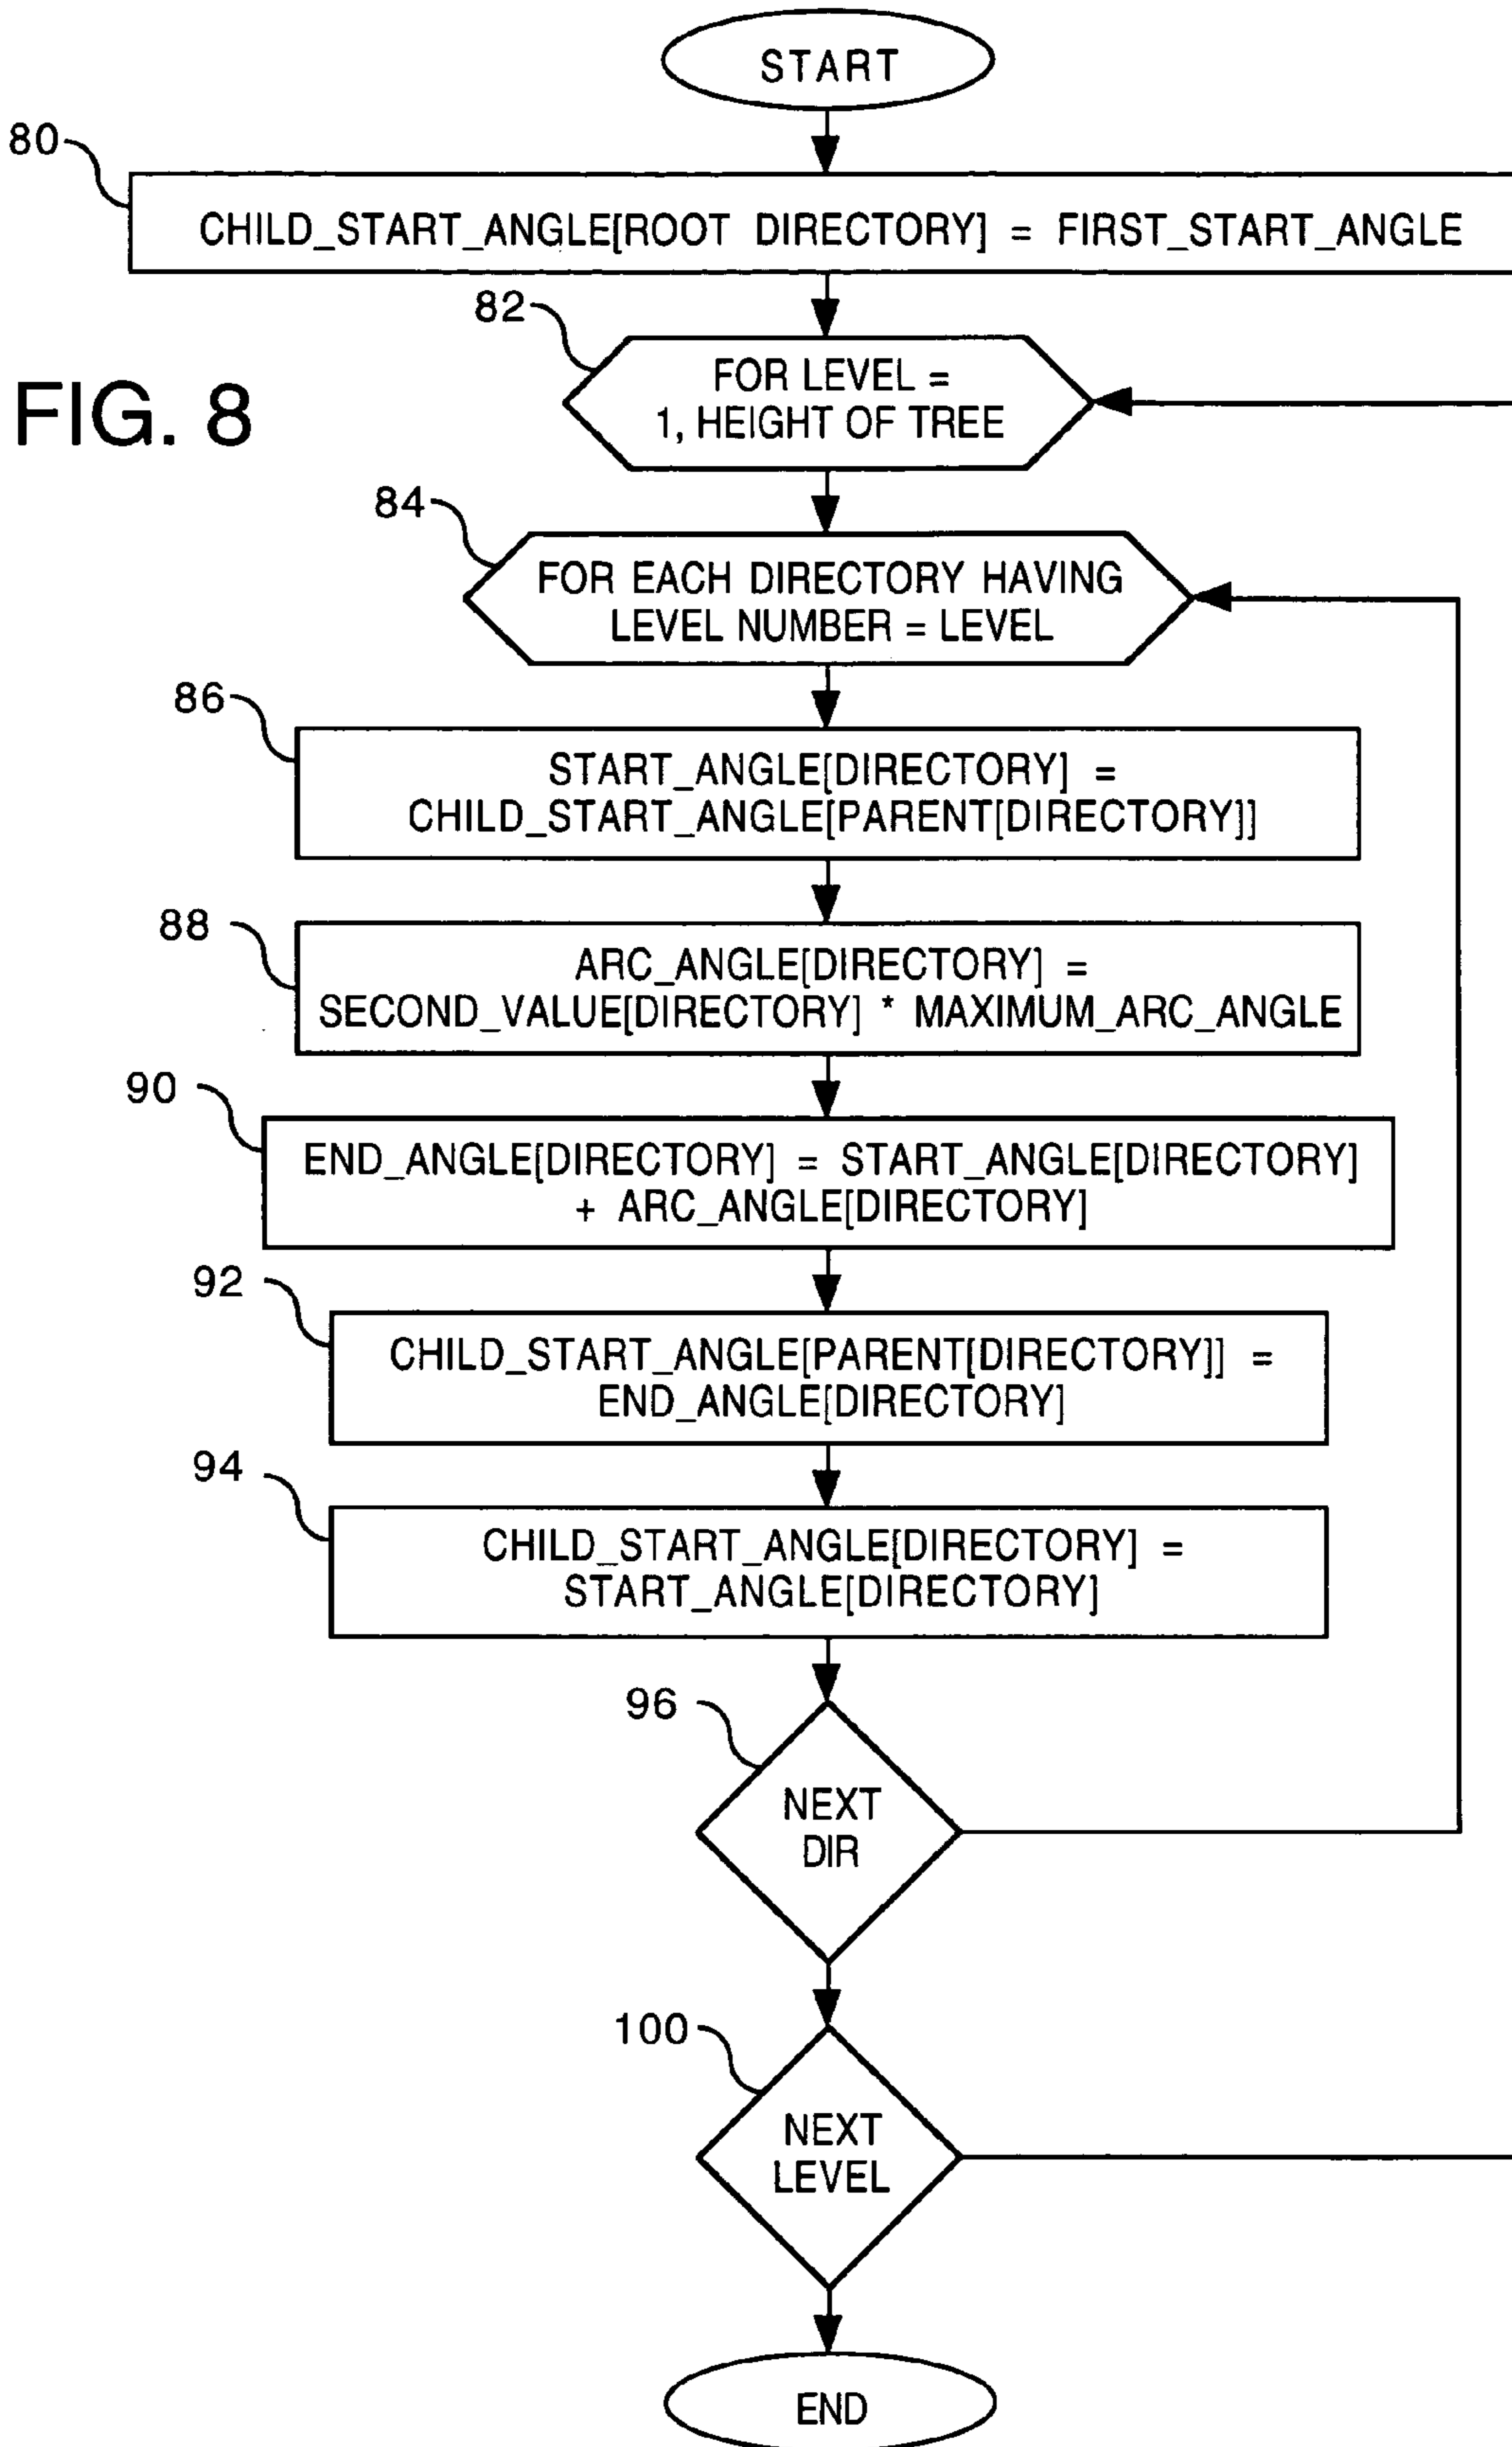 START
80
CHILD_START_ANGLE[ROOT DIRECTORY] = FIRST_START_ANGLE
82
FOR LEVEL =
1, HEIGHT OF TREE
FIG. 8
84
FOR EACH DIRECTORY HAVING
LEVEL NUMBER = LEVEL
86
START_ANGLE[DIRECTORY] =
CHILD_START_ANGLE[PARENT[DIRECTORY]]
88
ARC_ANGLE[DIRECTORY] =
SECOND_VALUE[DIRECTORY] * MAXIMUM_ARC_ANGLE
90
END_ANGLE[DIRECTORY] = START_ANGLE[DIRECTORY]
+ ARC_ANGLE[DIRECTORY]
92
CHILD_START_ANGLE[PARENT[DIRECTORY]] =
END_ANGLE[DIRECTORY]
94
CHILD_START_ANGLE[DIRECTORY] =
START_ANGLE[DIRECTORY]
96
NEXT
DIR
100
NEXT
LEVEL
END